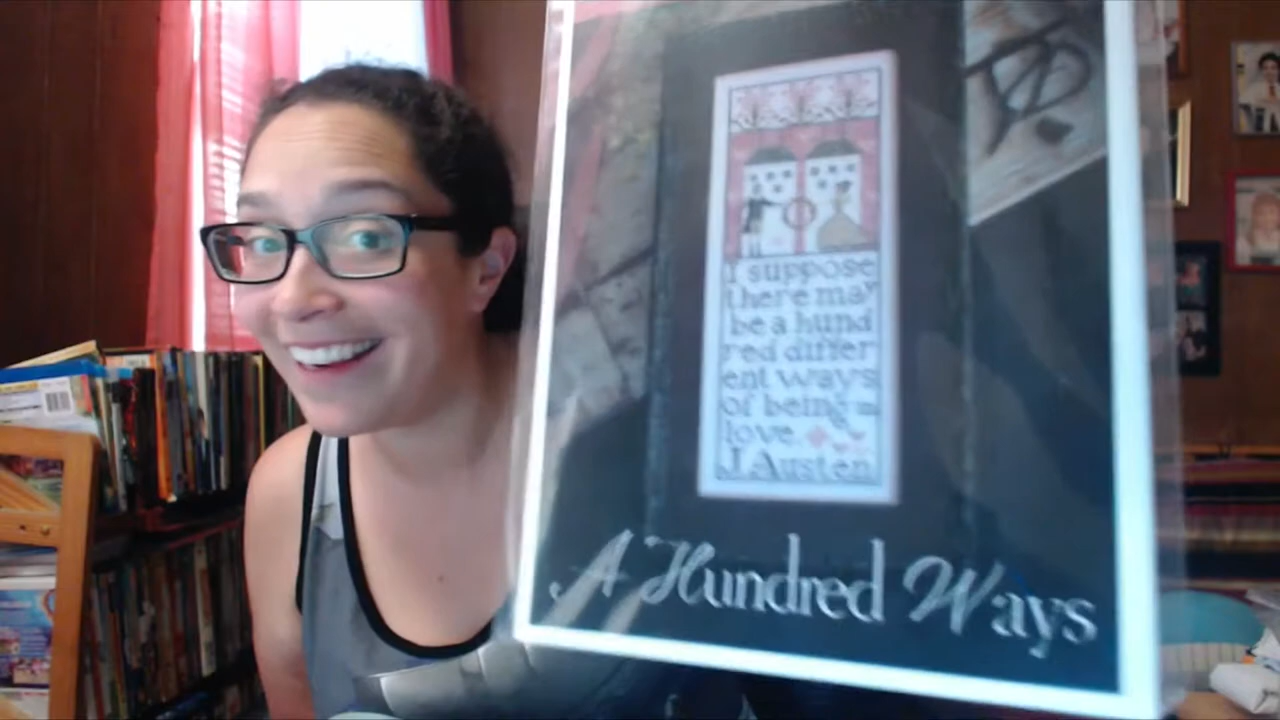 I suppose
there may
be a hund
red differ
ent ways
of being in
love.
J. Austen
A Hundred Ways